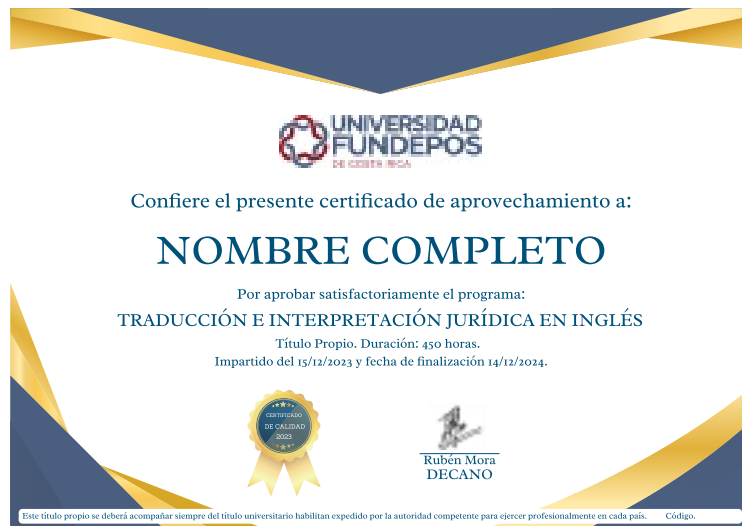 UNIVERSIDAD
FUNDEPOS
DE COSTA RICA
Confiere el presente certificado de aprovechamiento a:
NOMBRE COMPLETO
Por aprobar satisfactoriamente el programa:
TRADUCCIÓN E INTERPRETACIÓN JURÍDICA EN INGLÉS
Título Propio. Duración: 450 horas.
Impartido del 15/12/2023 y fecha de finalización 14/12/2024.
CERTIFICADO
DE CALIDAD
2023
Rubén Mora
DECANO
Este título propio se deberá acompañar siempre del título universitario habilitan expedido por la autoridad competente para ejercer profesionalmente en cada país. Código.